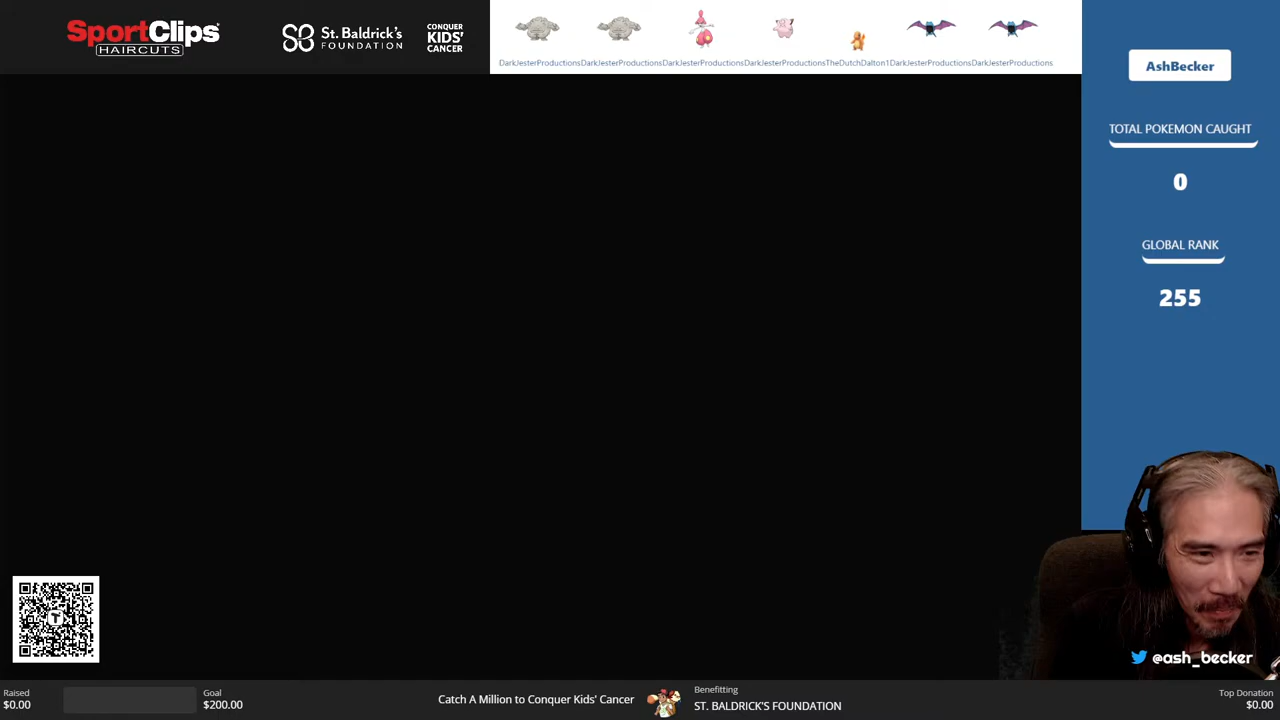 SportClips
HAIRCUTS
St. Baldrick's
FOUNDATION
CONQUER
KIDS'
CANCER
DarkJesterProductionsDarkJesterProductionsDarkJesterProductionsDarkJesterProductionsTheDutchDalton1DarkJesterProductionsDarkJesterProductions
AshBecker
TOTAL POKEMON CAUGHT
0
GLOBAL RANK
255
@ash_becker
Raised
$0.00
Goal
$200.00
Catch A Million to Conquer Kids' Cancer
Benefitting
ST. BALDRICK'S FOUNDATION
Top Donation
$0.00